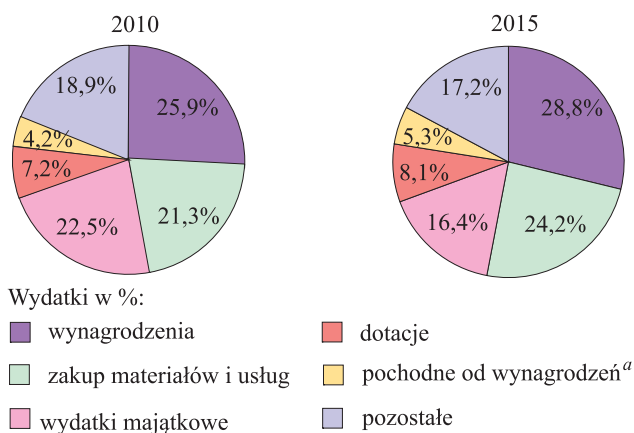 2010
2015
18,9%
25,9%
4,2%
7,2%
22,5%
21,3%
17,2%
28,8%
5,3%
8,1%
16,4%
24,2%
Wydatki w %:
wynagrodzenia
zakup materiałów i usług
wydatki majątkowe
dotacje
pochodne od wynagrodzeń a
pozostałe